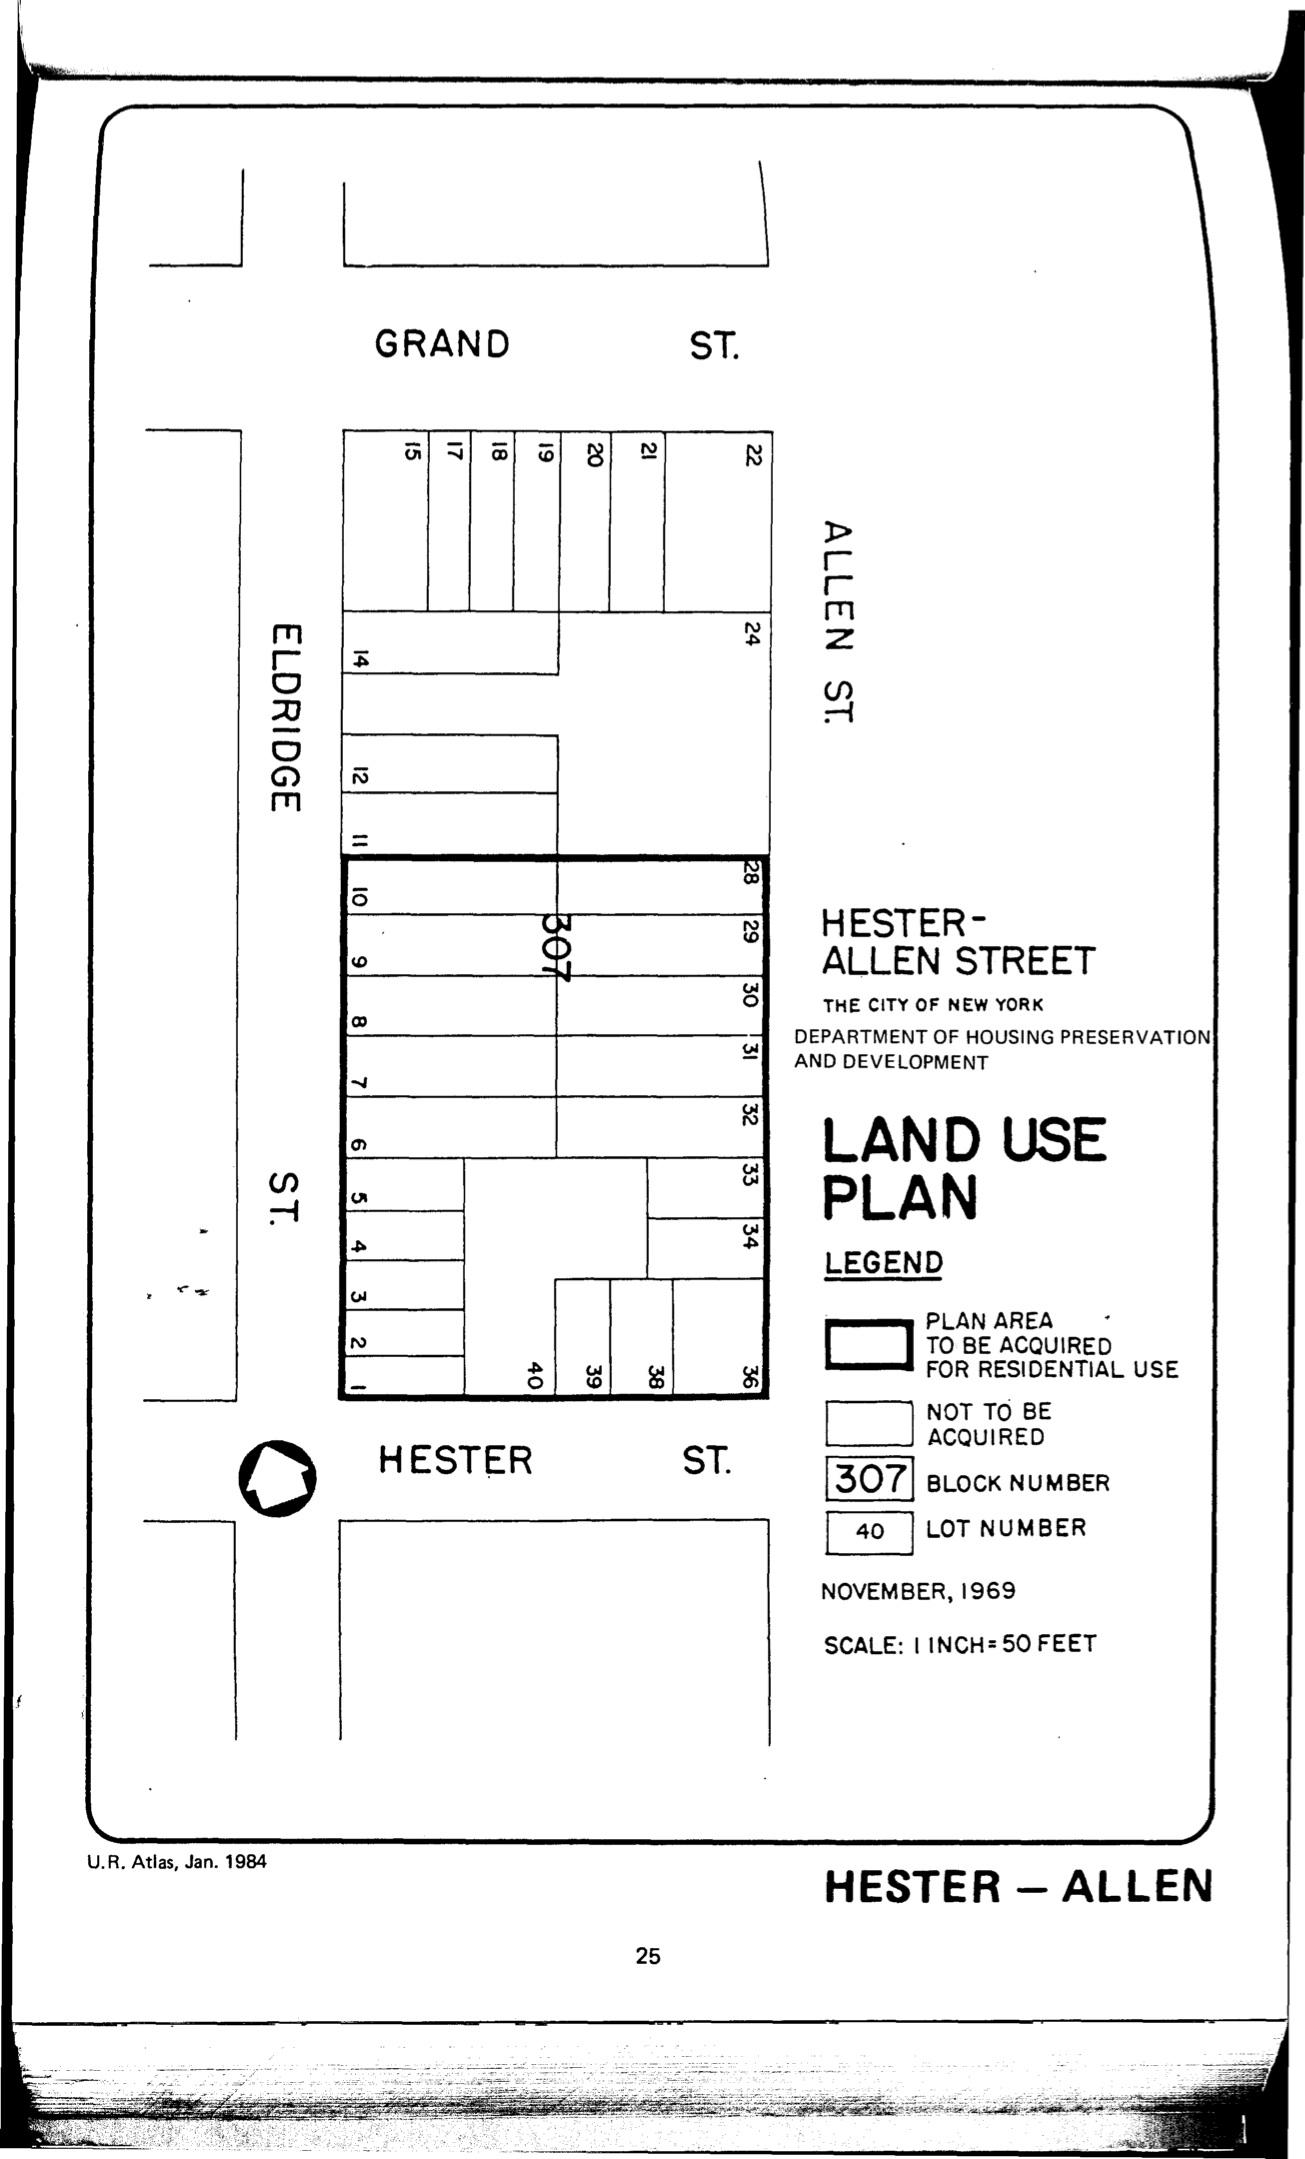 GRAND ST.
15
17
18
19
20
21
22
24
14
12
11
ALLEN ST.
ELDRIDGE ST.
10
9
8
7
6
5
4
3
2
1
307
28
29
30
31
32
33
34
36
38
39
40
HESTER ST.
HESTER-
ALLEN STREET
THE CITY OF NEW YORK
DEPARTMENT OF HOUSING PRESERVATION
AND DEVELOPMENT
LAND USE
PLAN
LEGEND
PLAN AREA
TO BE ACQUIRED
FOR RESIDENTIAL USE
NOT TO BE
ACQUIRED
307 BLOCK NUMBER
40 LOT NUMBER
NOVEMBER, 1969
SCALE: 1 INCH = 50 FEET
U.R. Atlas, Jan. 1984
HESTER – ALLEN
25